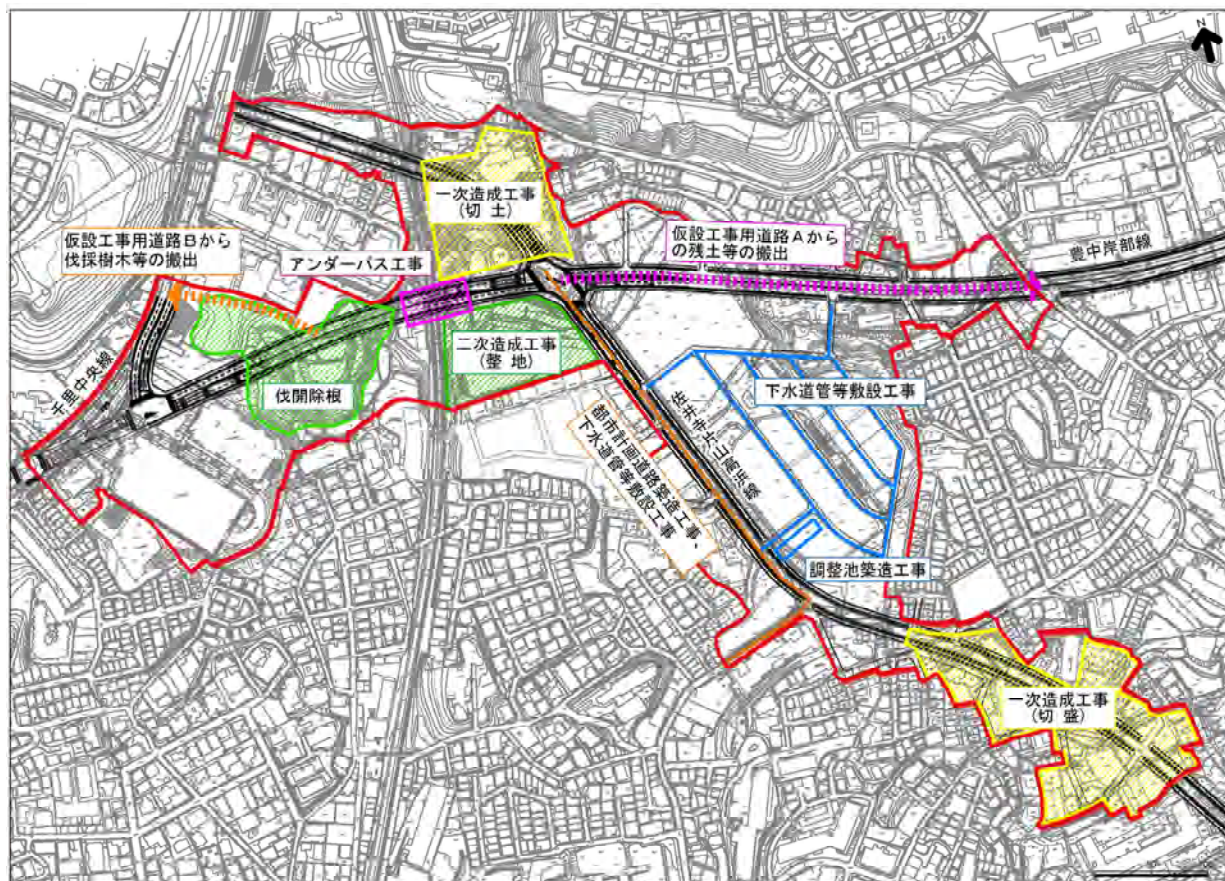 N
一次造成工事
(切 土)
仮設工事用道路Bから
伐採樹木等の搬出
アンダーパス工事
仮設工事用道路Aから
の残土等の搬出
豊中岸部線
千里中央線
伐開除根
二次造成工事
(整 地)
下水道管等敷設工事
佐井寺片山高浜線
都市計画道路築造工事、
下水道管等敷設工事
調整池築造工事
一次造成工事
(切 盛)